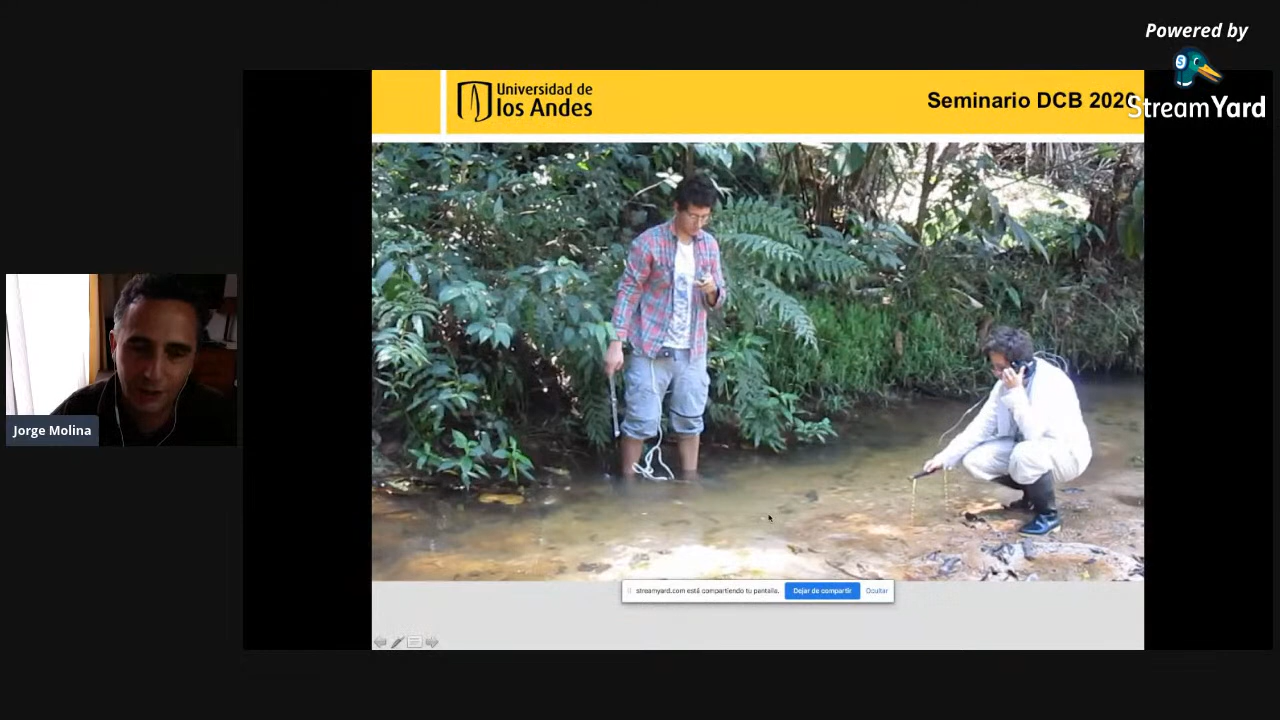 Powered by
StreamYard
Universidad de
los Andes
Seminario DCB 2020
Jorge Molina
streamyard.com está compartiendo tu pantalla.
Dejar de compartir
Ocultar